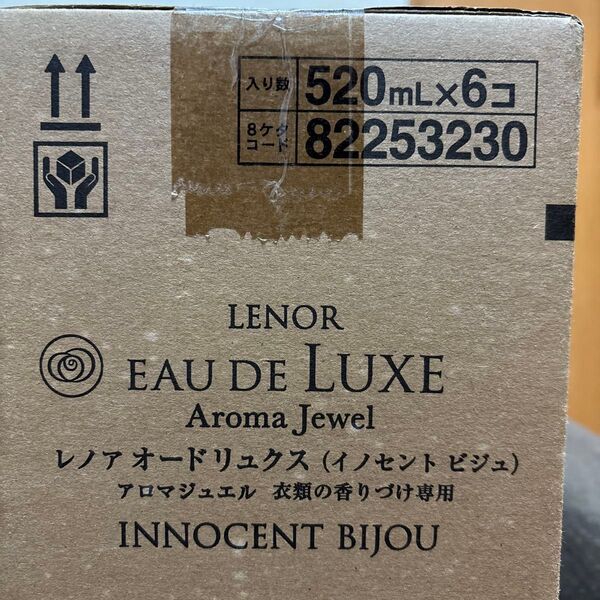 入り数 520mL×6コ
8ケタコード 82253230
LENOR
EAU DE LUXE
Aroma Jewel
レノア オードリュクス (イノセント ビジュ)
アロマジュエル 衣類の香りづけ専用
INNOCENT BIJOU